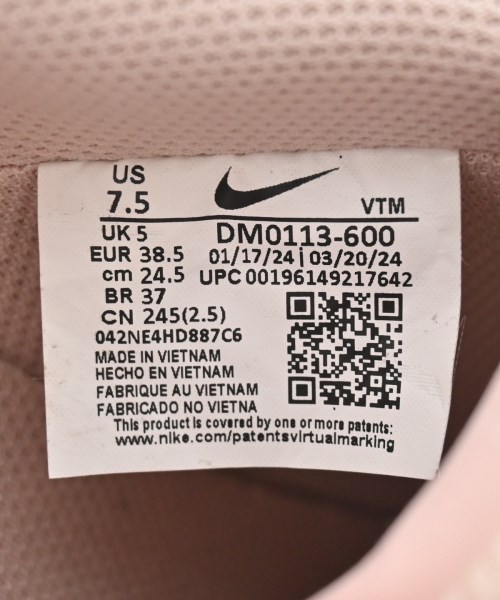 US
7.5
VTM
UK 5
EUR 38.5
cm 24.5
BR 37
CN 245(2.5)
DM0113-600
01/17/24 | 03/20/24
UPC 00196149217642
042NE4HD887C6
MADE IN VIETNAM
HECHO EN VIETNAM
FABRIQUE AU VIETNAM
FABRICADO NO VIETNA
This product is covered by one or more patents:
www.nike.com/patentsvirtualmarking